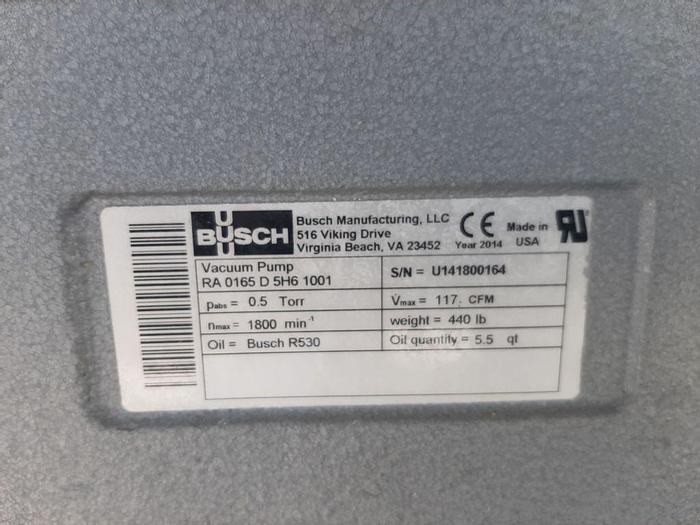 BUSCH
Busch Manufacturing, LLC
516 Viking Drive
Virginia Beach, VA 23452
CE
Year 2014
Made in
USA
RU
Vacuum Pump
RA 0165 D 5H6 1001
S/N = U141800164
Pabs = 0.5 Torr
V̇max = 117. CFM
nmax = 1800 min⁻¹
weight = 440 lb
Oil = Busch R530
Oil quantity = 5.5 qt